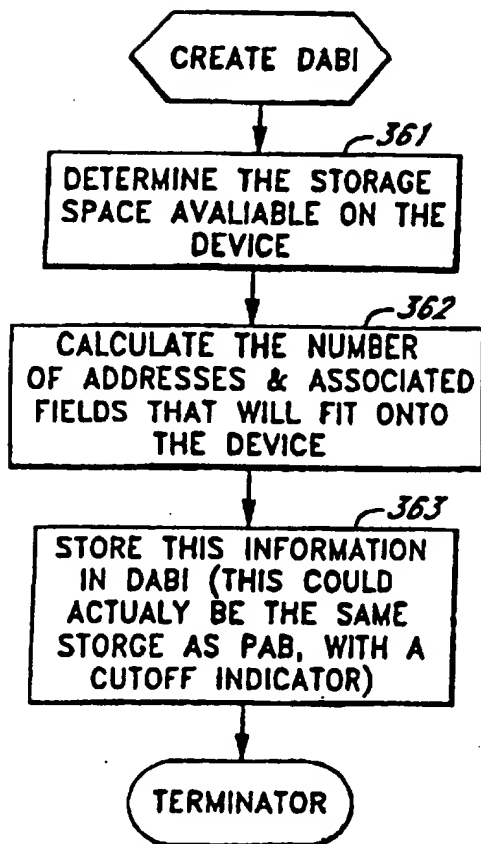 CREATE DABI
361
DETERMINE THE STORAGE
SPACE AVALIABLE ON THE
DEVICE
362
CALCULATE THE NUMBER
OF ADDRESSES & ASSOCIATED
FIELDS THAT WILL FIT ONTO
THE DEVICE
363
STORE THIS INFORMATION
IN DABI (THIS COULD
ACTUALY BE THE SAME
STORGE AS PAB, WITH A
CUTOFF INDICATOR)
TERMINATOR